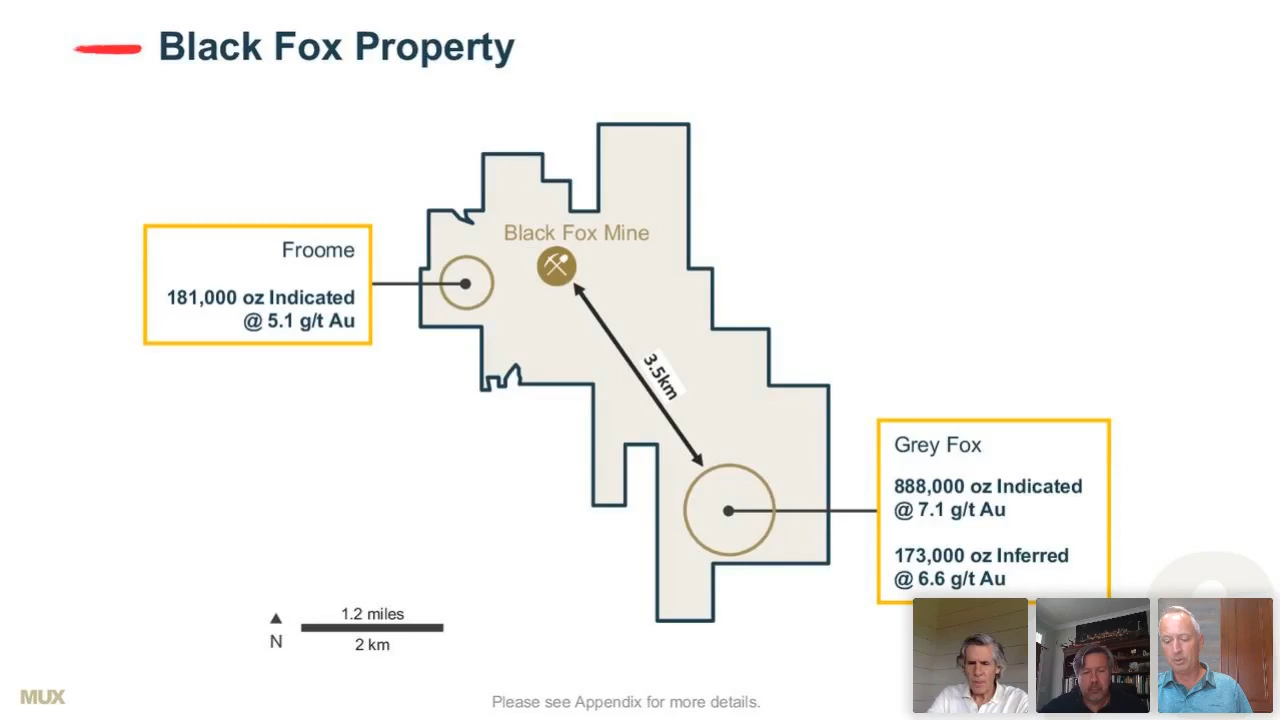 Black Fox Property
Black Fox Mine
Froome
181,000 oz Indicated
@ 5.1 g/t Au
3.5km
Grey Fox
888,000 oz Indicated
@ 7.1 g/t Au
173,000 oz Inferred
@ 6.6 g/t Au
1.2 miles
N
2 km
MUX
Please see Appendix for more details.